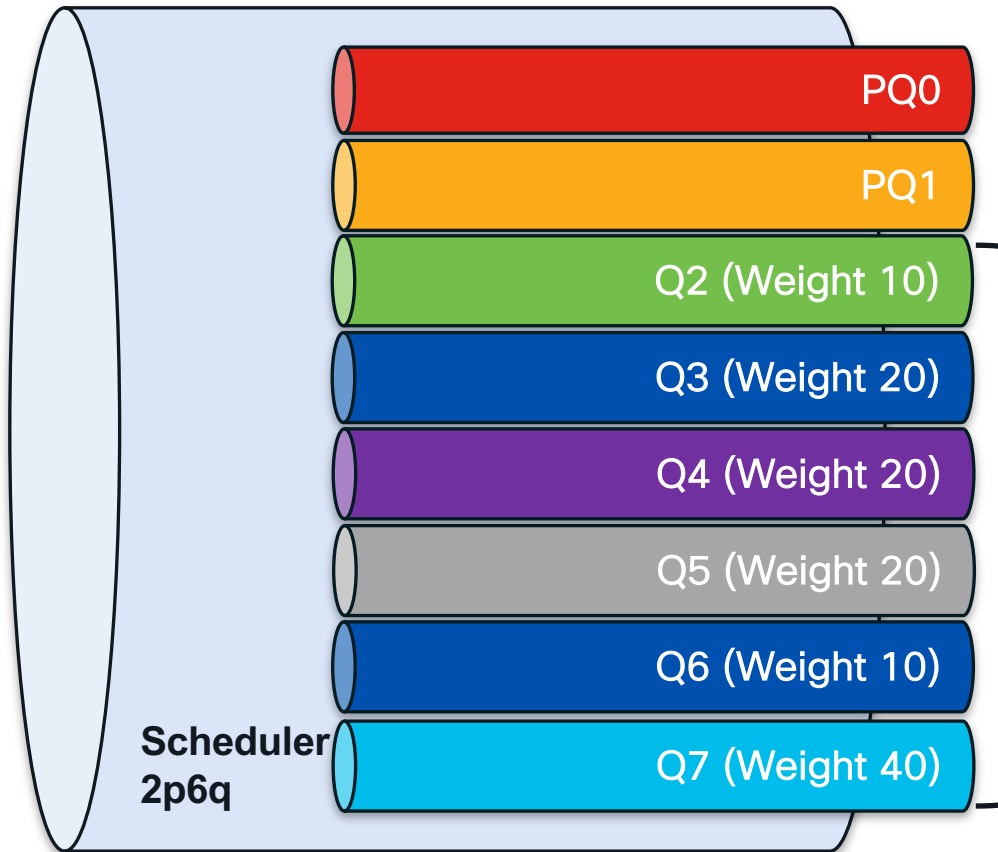 PQ0
PQ1
Q2 (Weight 10)
Q3 (Weight 20)
Q4 (Weight 20)
Q5 (Weight 20)
Q6 (Weight 10)
Q7 (Weight 40)
Scheduler
2p6q